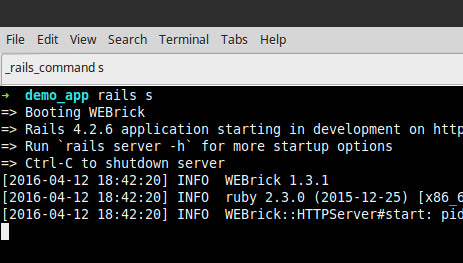 File Edit View Search Terminal Tabs Help
_rails_command s
➜ demo_app rails s
=> Booting WEBrick
=> Rails 4.2.6 application starting in development on http
=> Run `rails server -h` for more startup options
=> Ctrl-C to shutdown server
[2016-04-12 18:42:20] INFO WEBrick 1.3.1
[2016-04-12 18:42:20] INFO ruby 2.3.0 (2015-12-25) [x86_6
[2016-04-12 18:42:20] INFO WEBrick::HTTPServer#start: pid